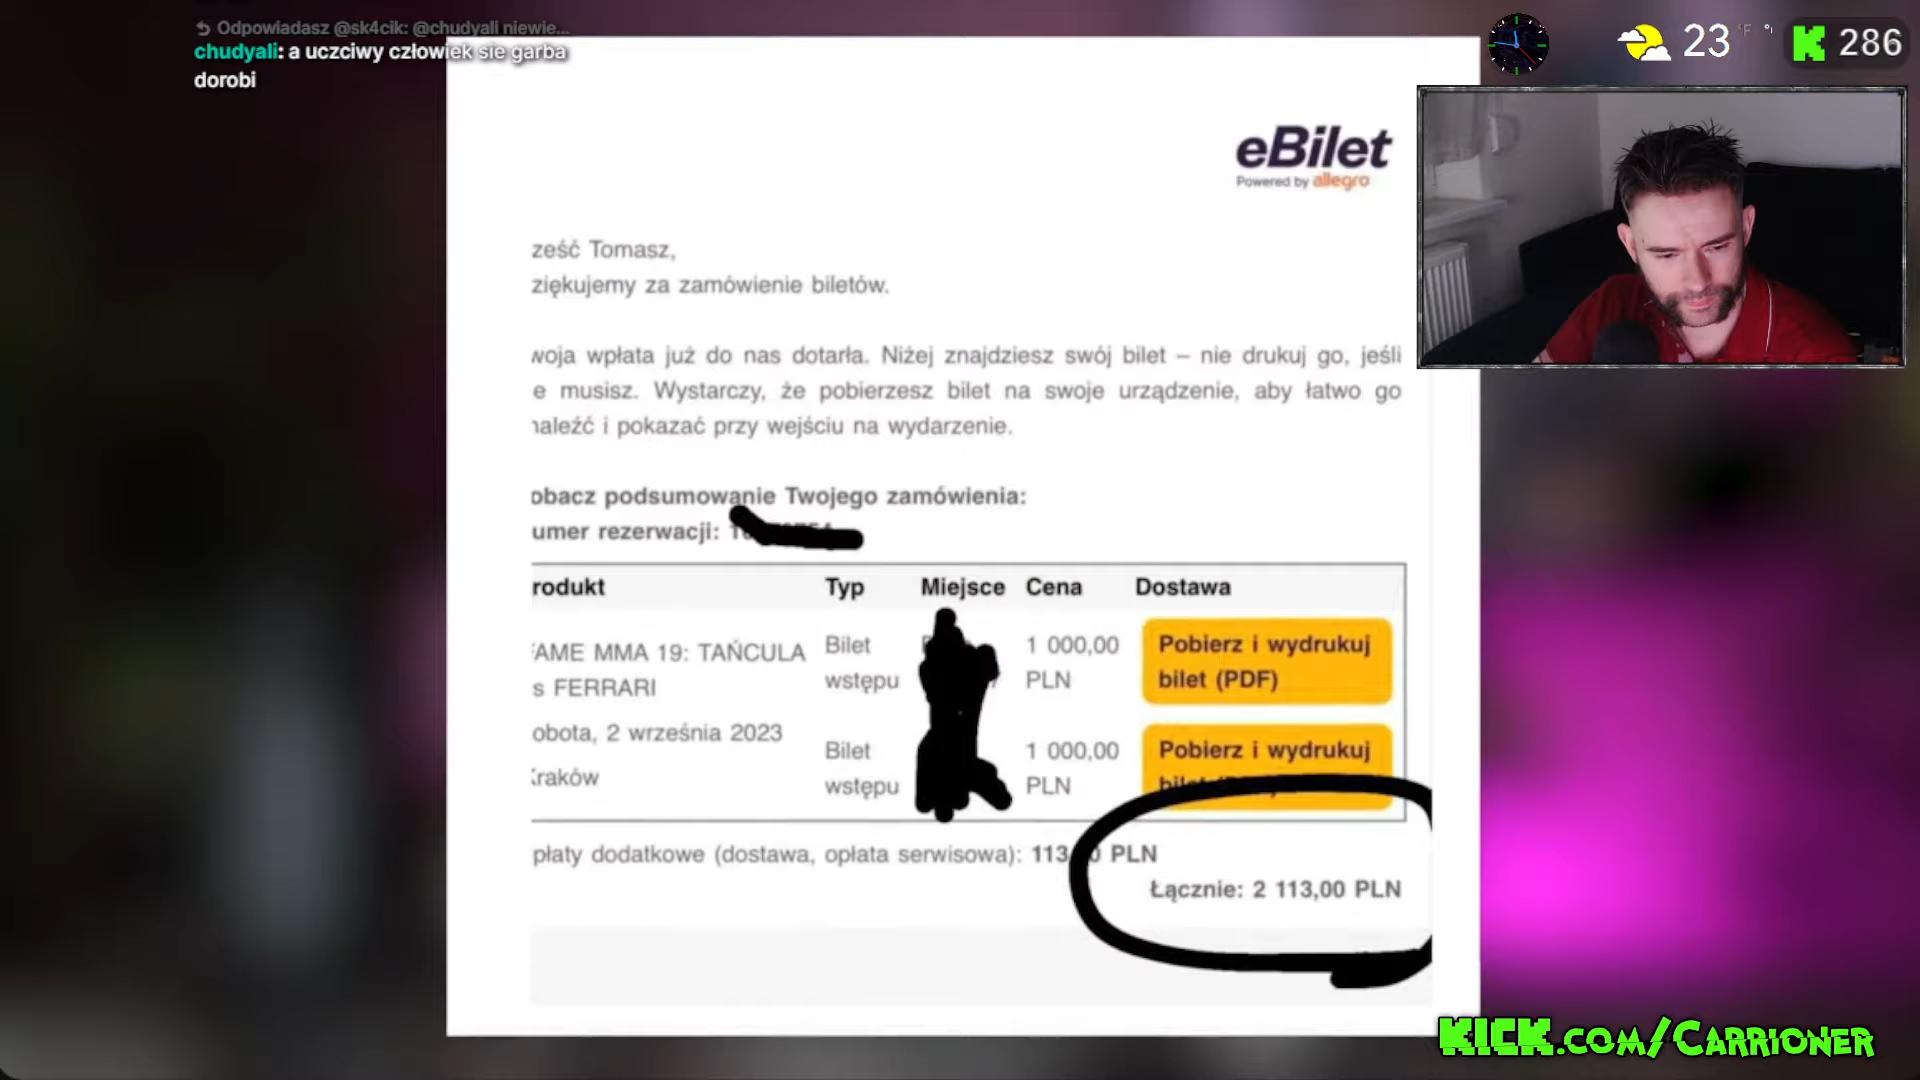 Odpowiadasz @sk4cik: @chudyali niewie...
chudyali: a uczciwy człowiek sie garba
dorobi
23 °F °
286
eBilet
Powered by allegro
ześć Tomasz,
ziękujemy za zamówienie biletów.
woja wpłata już do nas dotarła. Niżej znajdziesz swój bilet – nie drukuj go, jeśli
e musisz. Wystarczy, że pobierzesz bilet na swoje urządzenie, aby łatwo go
naleźć i pokazać przy wejściu na wydarzenie.
obacz podsumowanie Twojego zamówienia:
umer rezerwacji:
rodukt Typ Miejsce Cena Dostawa
FAME MMA 19: TAŃCULA
s FERRARI
obota, 2 września 2023
Kraków
Bilet
wstępu
1 000,00
PLN
Pobierz i wydrukuj
bilet (PDF)
Bilet
wstępu
1 000,00
PLN
Pobierz i wydrukuj
płaty dodatkowe (dostawa, opłata serwisowa): 113 PLN
Łącznie: 2 113,00 PLN
KICK.com/Carrioner